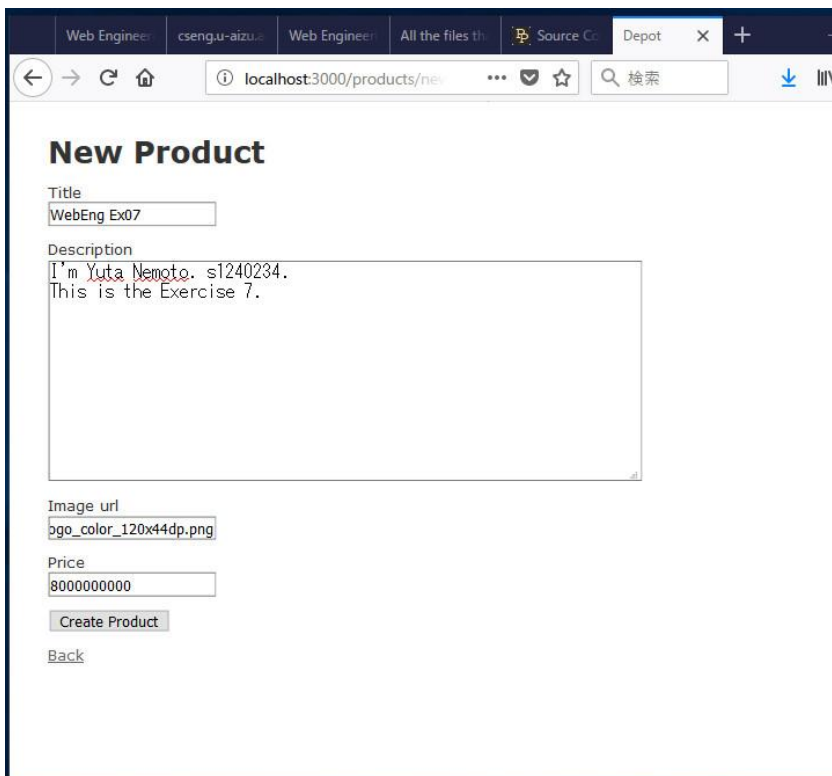 Web Engineer
cseng.u-aizu.a
Web Engineer
All the files th
Source Co
Depot
localhost:3000/products/new
検索
New Product
Title
WebEng Ex07
Description
I'm Yuta Nemoto. s1240234.
This is the Exercise 7.
Image url
ogo_color_120x44dp.png
Price
8000000000
Create Product
Back